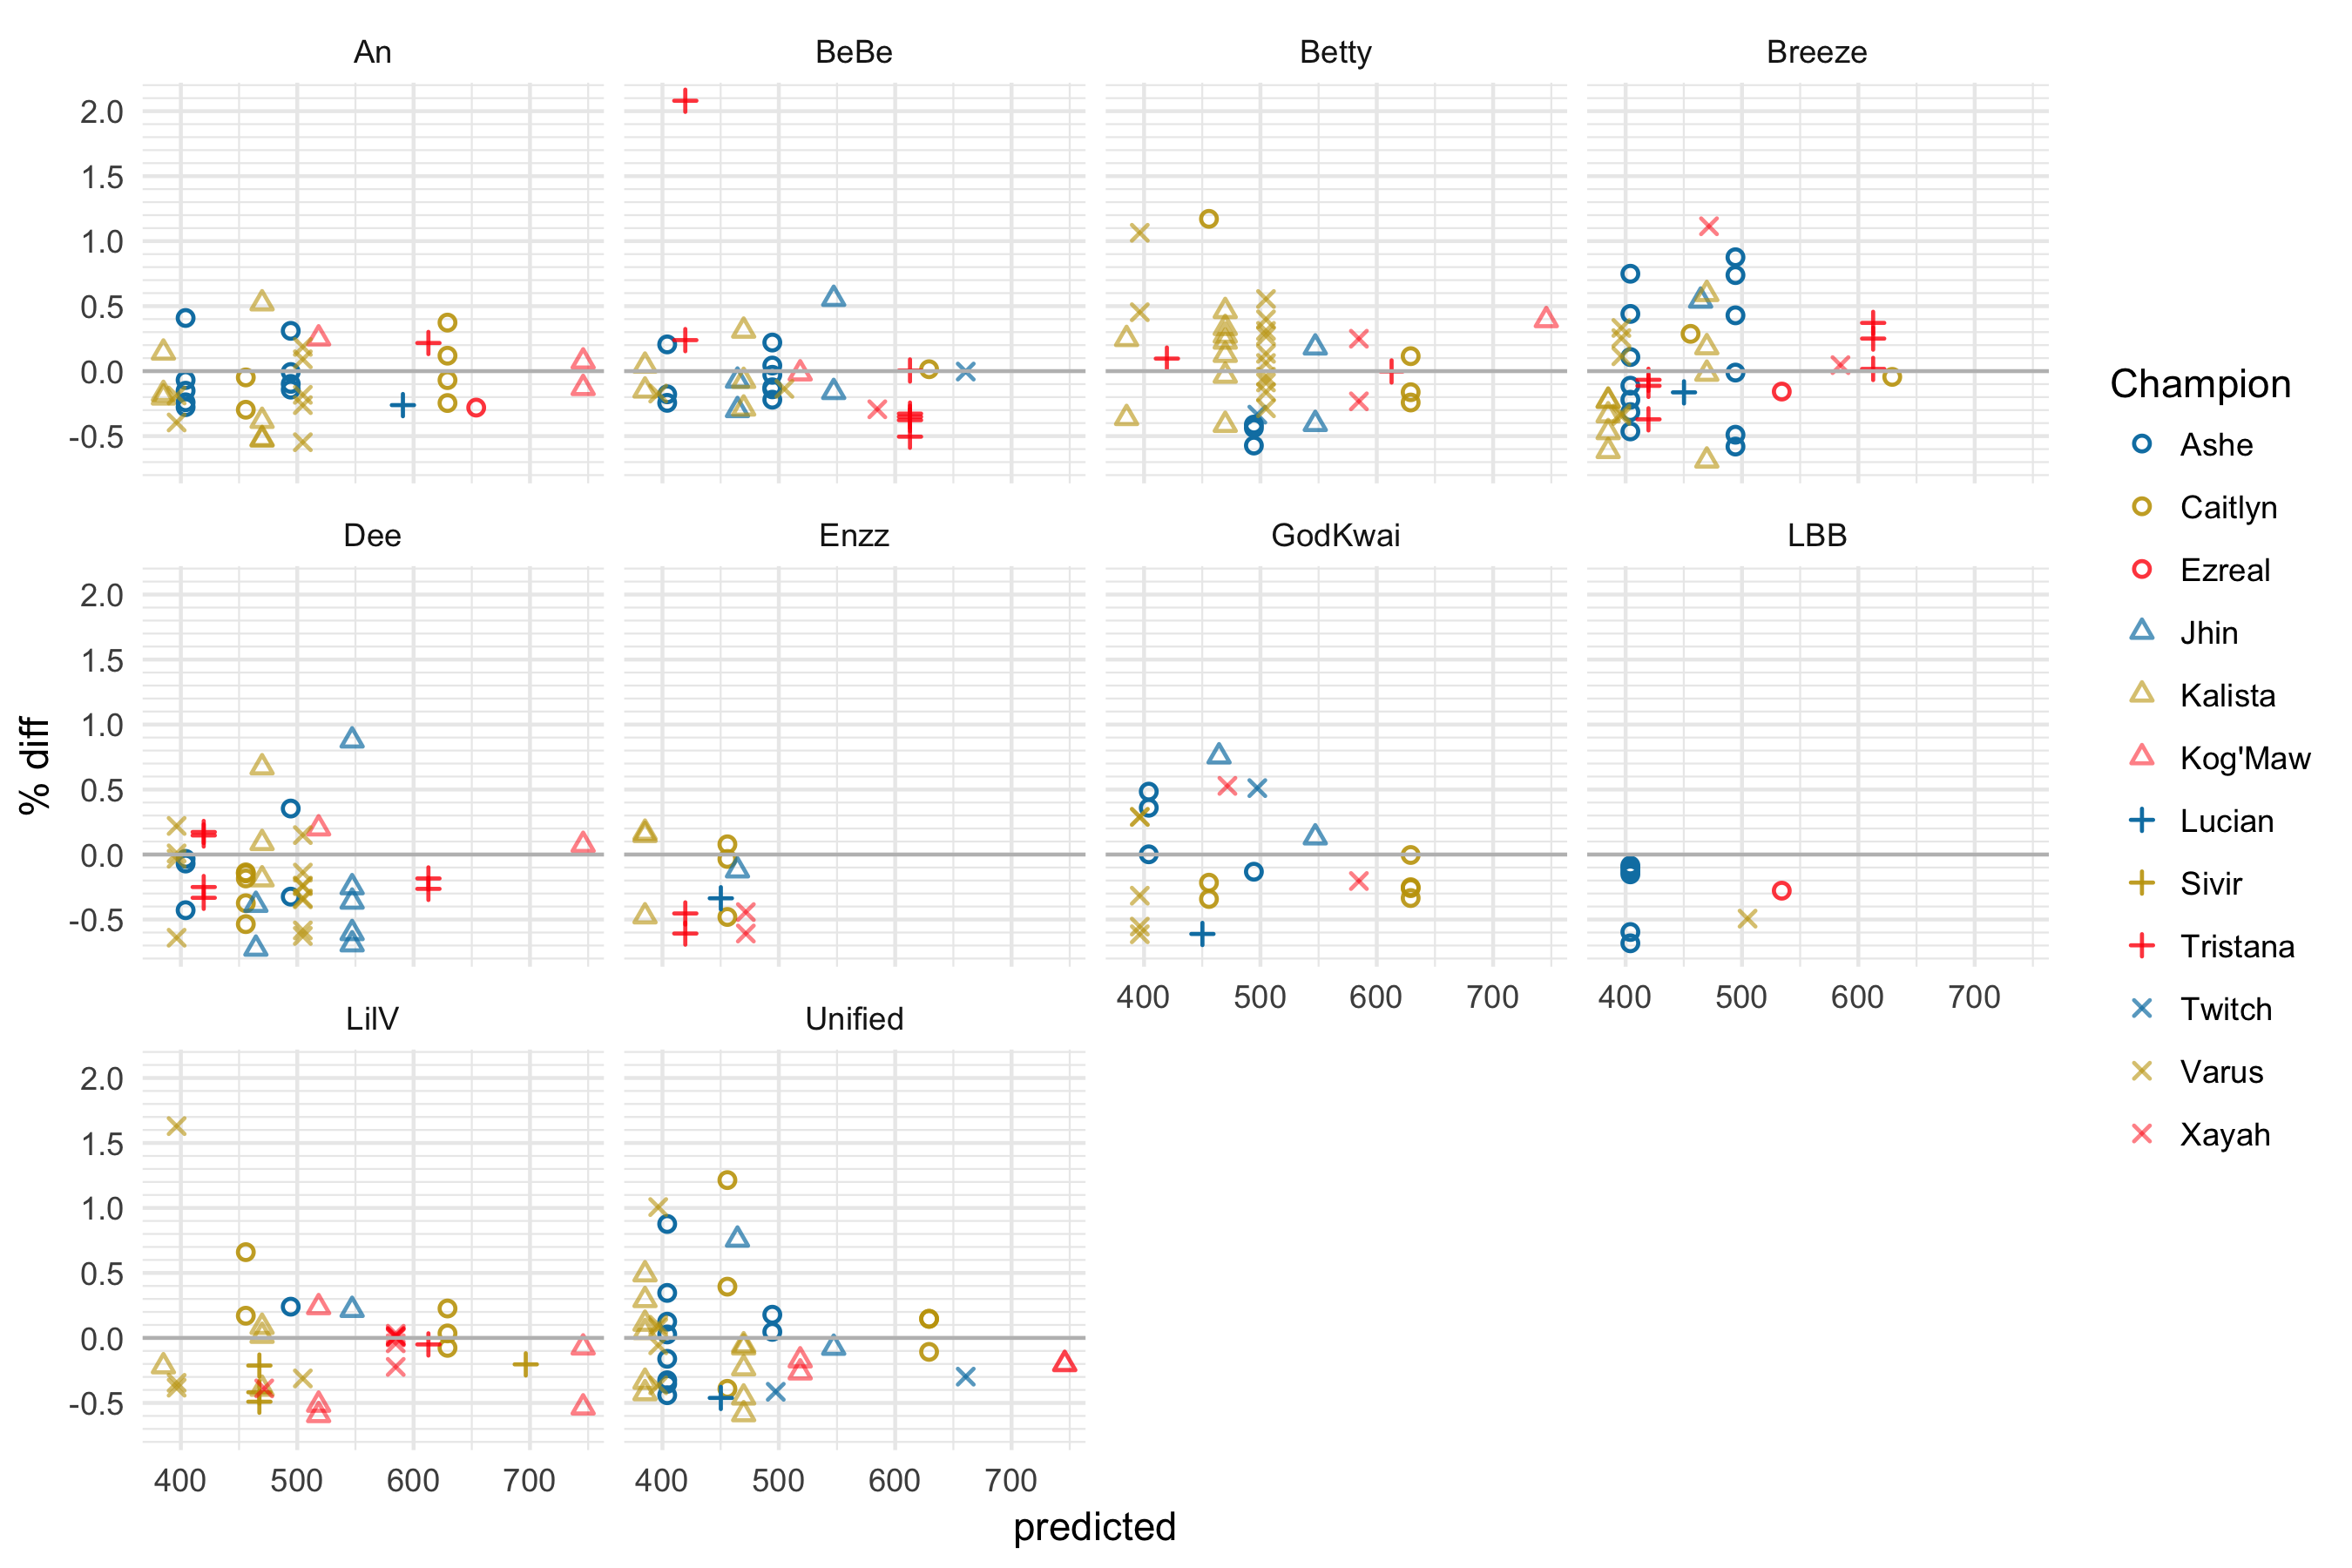 An BeBe Betty Breeze
2.0
1.5
1.0
0.5
0.0
-0.5
Dee Enzz GodKwai LBB
2.0
1.5
1.0
0.5
0.0
-0.5
400 500 600 700 400 500 600 700
LilV Unified
2.0
1.5
1.0
0.5
0.0
-0.5
400 500 600 700 400 500 600 700
predicted
% diff
Champion
Ashe
Caitlyn
Ezreal
Jhin
Kalista
Kog'Maw
Lucian
Sivir
Tristana
Twitch
Varus
Xayah